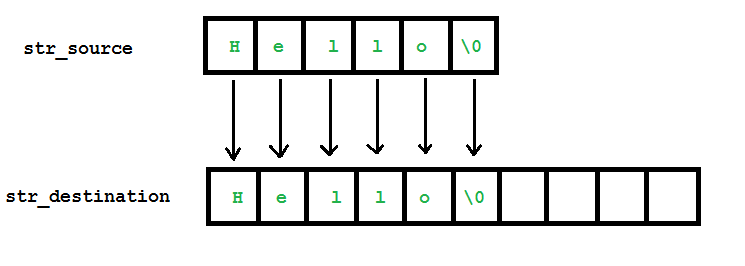 str_source H e l l o \0
str_destination H e l l o \0